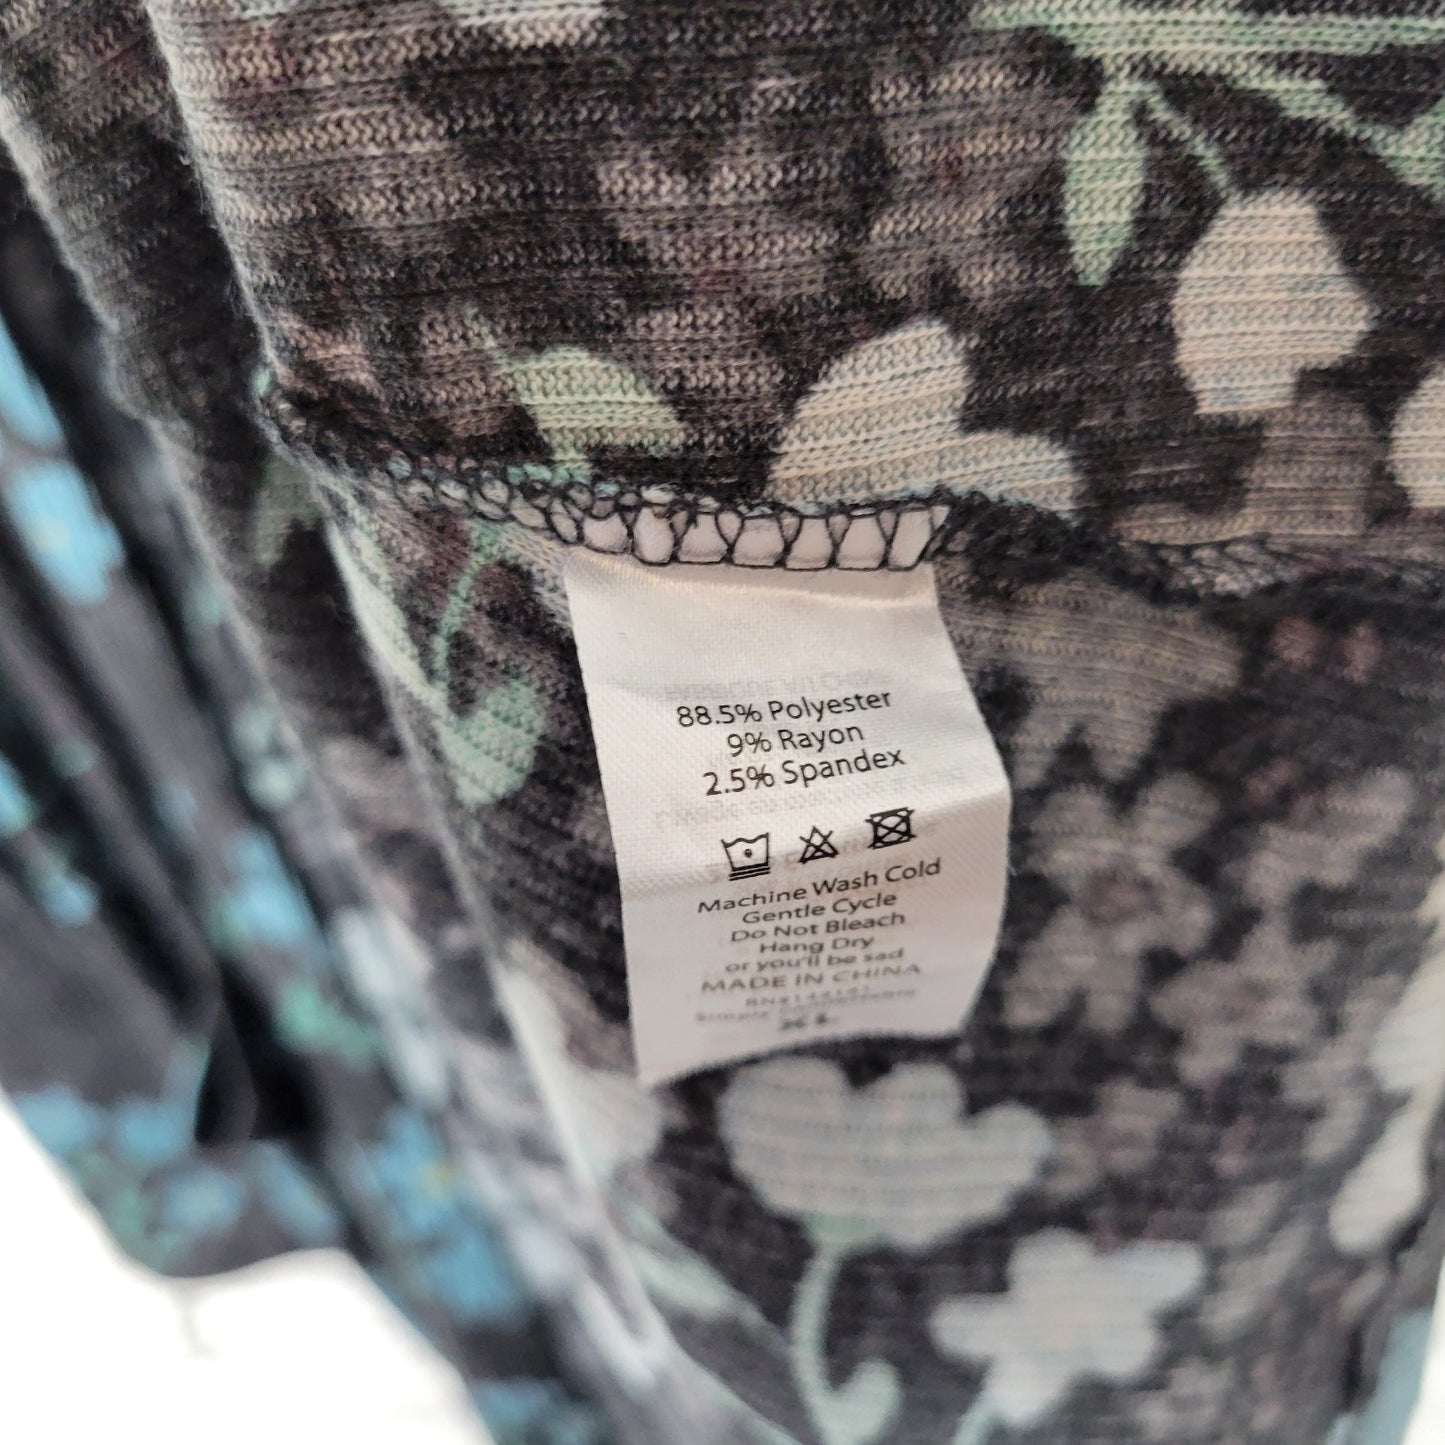 88.5% Polyester
9% Rayon
2.5% Spandex
Machine Wash Cold
Gentle Cycle
Do Not Bleach
Hang Dry
or you'll be sad
MADE IN CHINA
XL